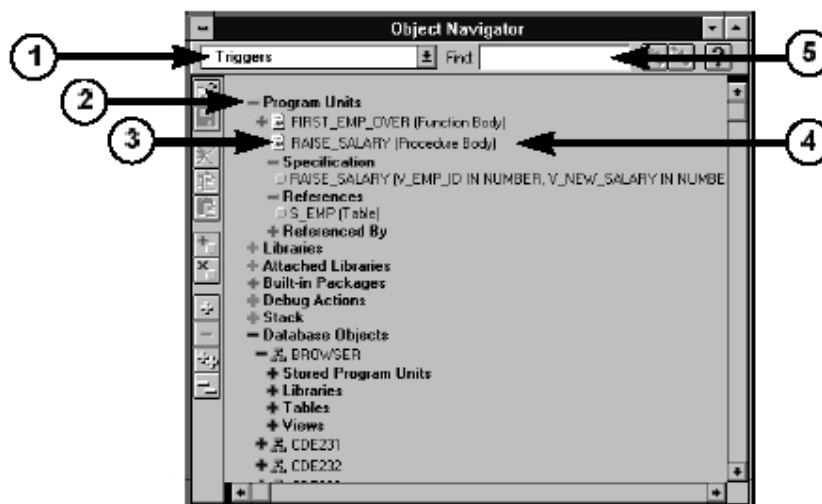 Object Navigator
1 Triggers Find: ? 5
2 Program Units
FIRST_EMP_OVER (Function Body)
3 RAISE_SALARY (Procedure Body) 4
Specification
RAISE_SALARY (V_EMP_ID IN NUMBER, V_NEW_SALARY IN NUMBE
References
S_EMP (Table)
Referenced By
Libraries
Attached Libraries
Built-in Packages
Debug Actions
Stack
Database Objects
BROWSER
Stored Program Units
Libraries
Tables
Views
CDE231
CDE232